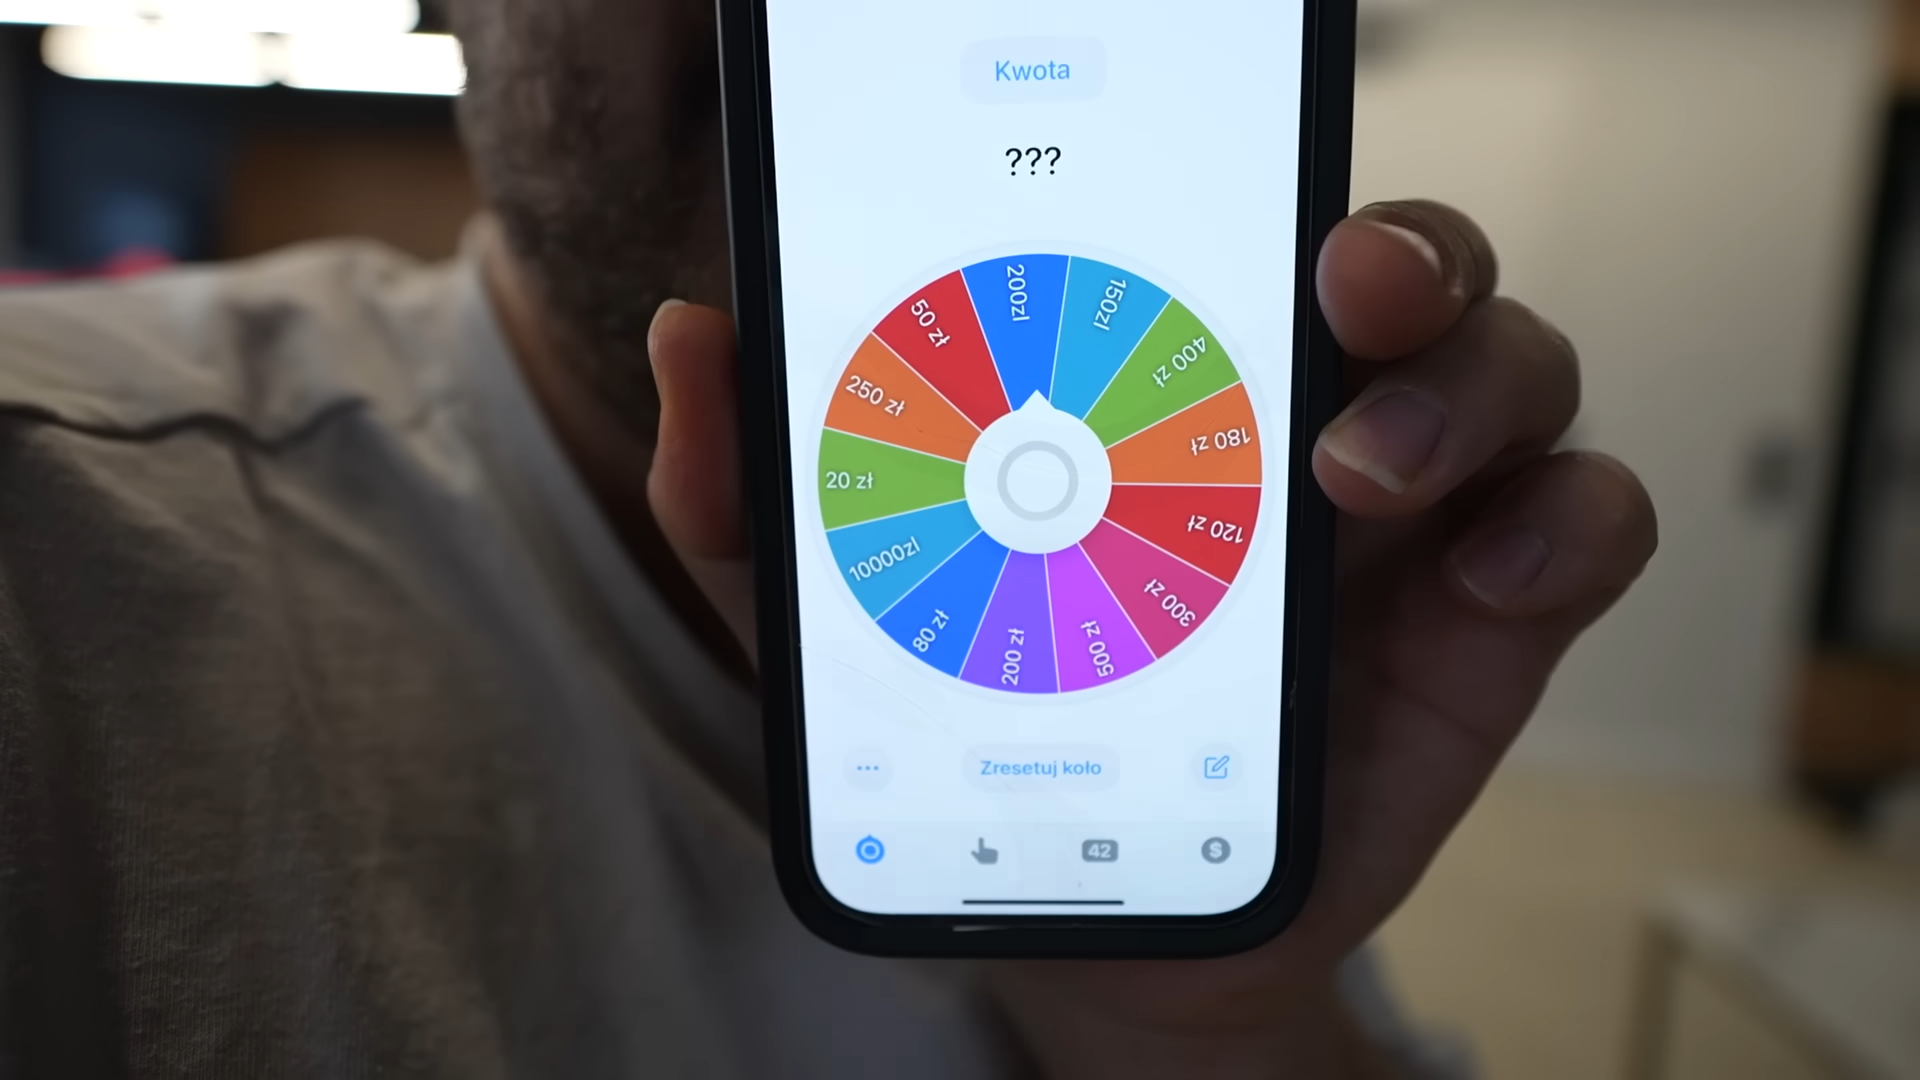 Kwota
???
200zl
150zl
400 zł
180 zł
120 zł
300 zł
500 zł
200 zł
80 zł
10000zl
20 zł
250 zł
50 zł
Zresetuj koło
42
$